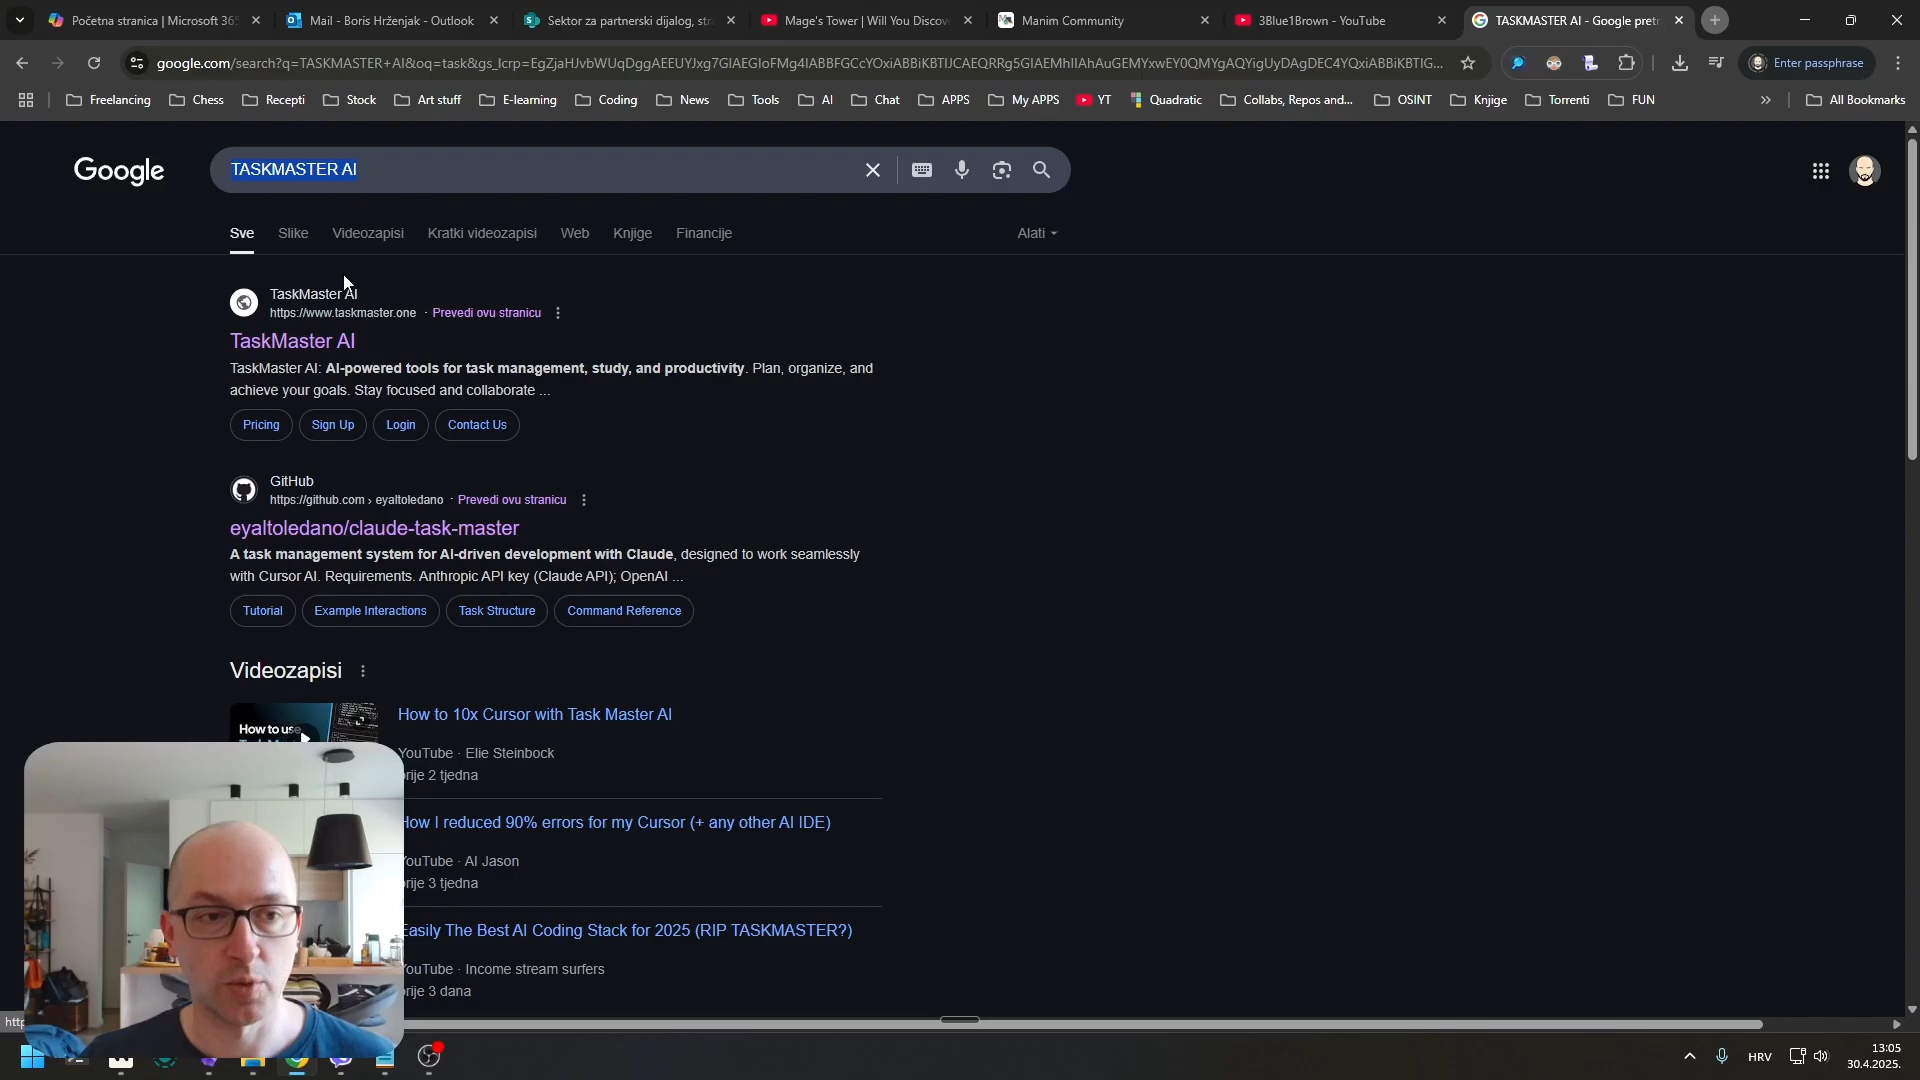 Početna stranica | Microsoft 36
Mail - Boris Hrženjak - Outlook
Sektor za partnerski dijalog, stra
Mage's Tower | Will You Discov
Manim Community
3Blue1Brown - YouTube
TASKMASTER AI - Google pretr
google.com/search?q=TASKMASTER+AI&oq=task&gs_lcrp=
Enter passphrase
Freelancing
Chess
Recepti
Stock
Art stuff
E-learning
Coding
News
Tools
AI
Chat
APPS
My APPS
YT
Quadratic
Collabs, Repos and...
OSINT
Knjige
Torrenti
FUN
»
All Bookmarks
Google
TASKMASTER AI
Sve
Slike
Videozapisi
Kratki videozapisi
Web
Knjige
Financije
Alati
TaskMaster AI
https://www.taskmaster.one · Prevedi ovu stranicu
TaskMaster AI
TaskMaster AI: AI-powered tools for task management, study, and productivity. Plan, organize, and
achieve your goals. Stay focused and collaborate ...
Pricing
Sign Up
Login
Contact Us
GitHub
https://github.com › eyaltoledano · Prevedi ovu stranicu
eyaltoledano/claude-task-master
A task management system for AI-driven development with Claude, designed to work seamlessly
with Cursor AI. Requirements. Anthropic API key (Claude API); OpenAI ...
Tutorial
Example Interactions
Task Structure
Command Reference
Videozapisi
How to use
How to 10x Cursor with Task Master AI
YouTube · Elie Steinbock
prije 2 tjedna
How I reduced 90% errors for my Cursor (+ any other AI IDE)
YouTube · AI Jason
prije 3 tjedna
Easily The Best AI Coding Stack for 2025 (RIP TASKMASTER?)
YouTube · Income stream surfers
prije 3 dana
HRV
13:05
30.4.2025.